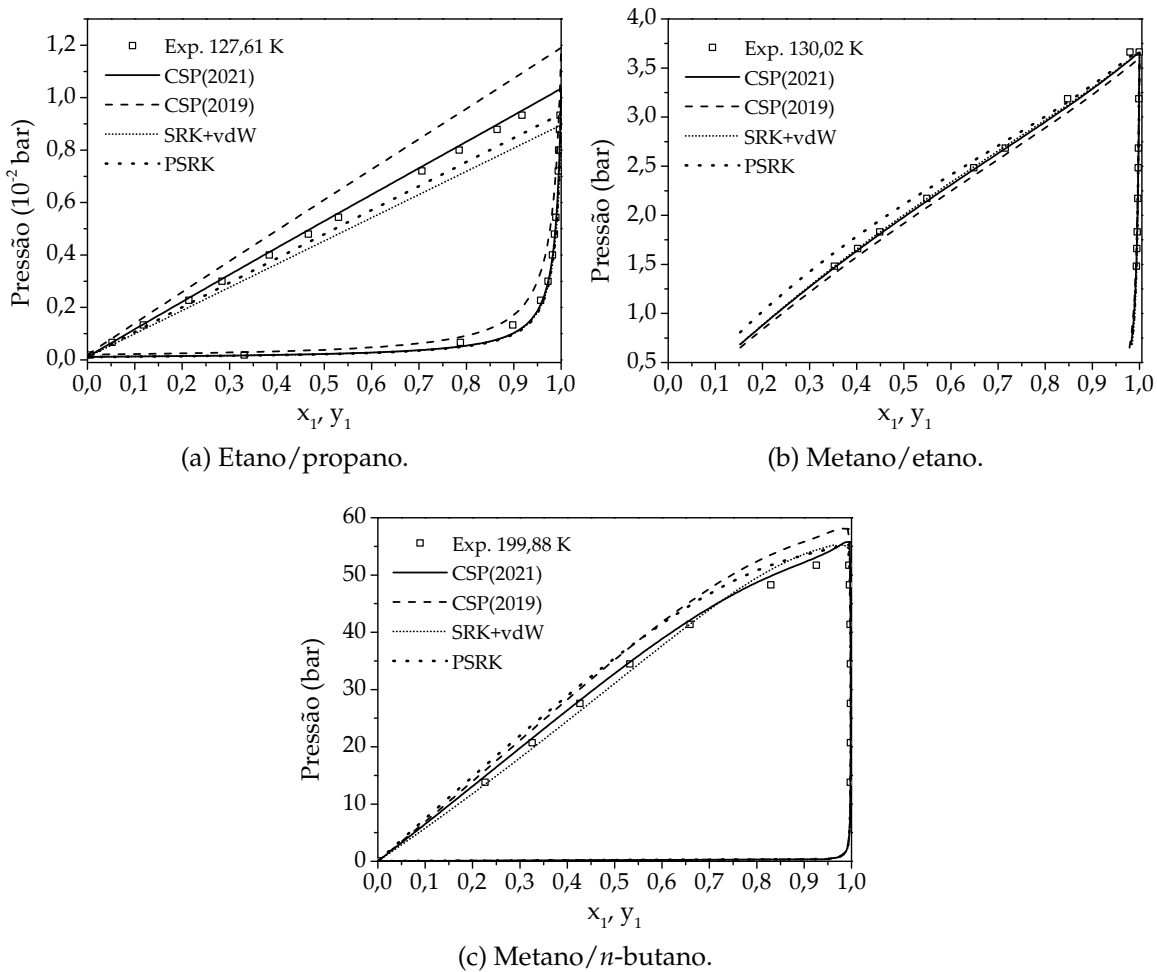 1,2
1,0
0,8
0,6
0,4
0,2
0,0
Pressão (10⁻² bar)
Exp. 127,61 K
CSP(2021)
CSP(2019)
SRK+vdW
PSRK
0,0 0,1 0,2 0,3 0,4 0,5 0,6 0,7 0,8 0,9 1,0
x₁, y₁
(a) Etano/propano.
4,0
3,5
3,0
2,5
2,0
1,5
1,0
0,5
Pressão (bar)
Exp. 130,02 K
CSP(2021)
CSP(2019)
SRK+vdW
PSRK
0,0 0,1 0,2 0,3 0,4 0,5 0,6 0,7 0,8 0,9 1,0
x₁, y₁
(b) Metano/etano.
60
50
40
30
20
10
0
Pressão (bar)
Exp. 199,88 K
CSP(2021)
CSP(2019)
SRK+vdW
PSRK
0,0 0,1 0,2 0,3 0,4 0,5 0,6 0,7 0,8 0,9 1,0
x₁, y₁
(c) Metano/n-butano.